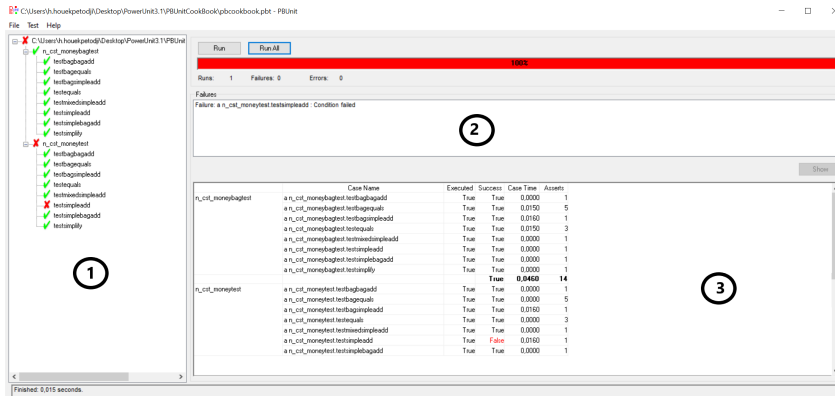 C:\Users\h.houekpetodji\Desktop\PowerUnit3.1\PBUnitCookBook\pbcookbook.pbt - PBUnit
File Test Help
C:\Users\h.houekpetodji\Desktop\PowerUnit3.1\PBUnit
n_cst_moneybagtest
testbagbagadd
testbagequals
testbagsimpleadd
testequals
testmixedsimpleadd
testsimpleadd
testsimplebagadd
testsimplify
n_cst_moneytest
testbagbagadd
testbagequals
testbagsimpleadd
testequals
testmixedsimpleadd
testsimpleadd
testsimplebagadd
testsimplify
1
Run Run All
100%
Runs: 1 Failures: 0 Errors: 0
Failures
Failure: a n_cst_moneytest.testsimpleadd : Condition failed
2
Show
Case Name Executed Success Case Time Asserts
n_cst_moneybagtest a n_cst_moneybagtest.testbagbagadd True True 0,0000 1
a n_cst_moneybagtest.testbagequals True True 0,0150 5
a n_cst_moneybagtest.testbagsimpleadd True True 0,0160 1
a n_cst_moneybagtest.testequals True True 0,0150 3
a n_cst_moneybagtest.testmixedsimpleadd True True 0,0000 1
a n_cst_moneybagtest.testsimpleadd True True 0,0000 1
a n_cst_moneybagtest.testsimplebagadd True True 0,0000 1
a n_cst_moneybagtest.testsimplify True True 0,0000 1
True 0,0460 14
n_cst_moneytest a n_cst_moneytest.testbagbagadd True True 0,0000 1
a n_cst_moneytest.testbagequals True True 0,0000 5
a n_cst_moneytest.testbagsimpleadd True True 0,0160 1
a n_cst_moneytest.testequals True True 0,0000 3
a n_cst_moneytest.testmixedsimpleadd True True 0,0000 1
a n_cst_moneytest.testsimpleadd True False 0,0160 1
a n_cst_moneytest.testsimplebagadd True True 0,0000 1
3
Finished: 0,015 seconds.